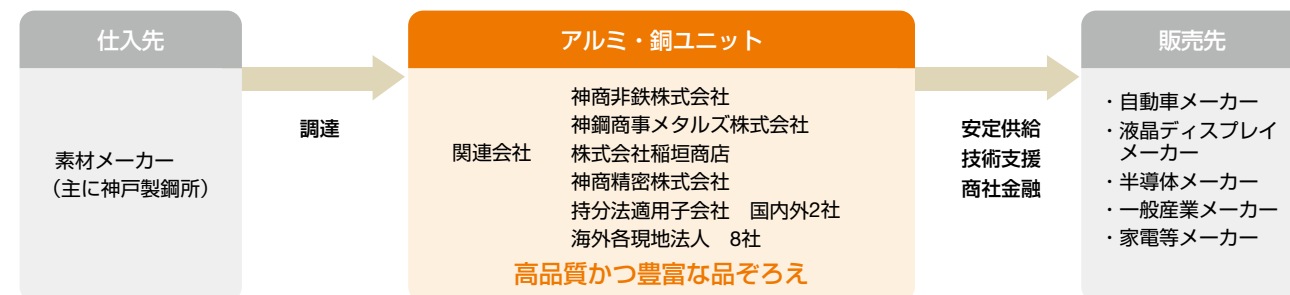 仕入先
素材メーカー
（主に神戸製鋼所）
調達
アルミ・銅ユニット
関連会社
神商非鉄株式会社
神鋼商事メタルズ株式会社
株式会社稲垣商店
神商精密株式会社
持分法適用子会社　国内外2社
海外各現地法人　8社
高品質かつ豊富な品ぞろえ
安定供給
技術支援
商社金融
販売先
・自動車メーカー
・液晶ディスプレイ
メーカー
・半導体メーカー
・一般産業メーカー
・家電等メーカー